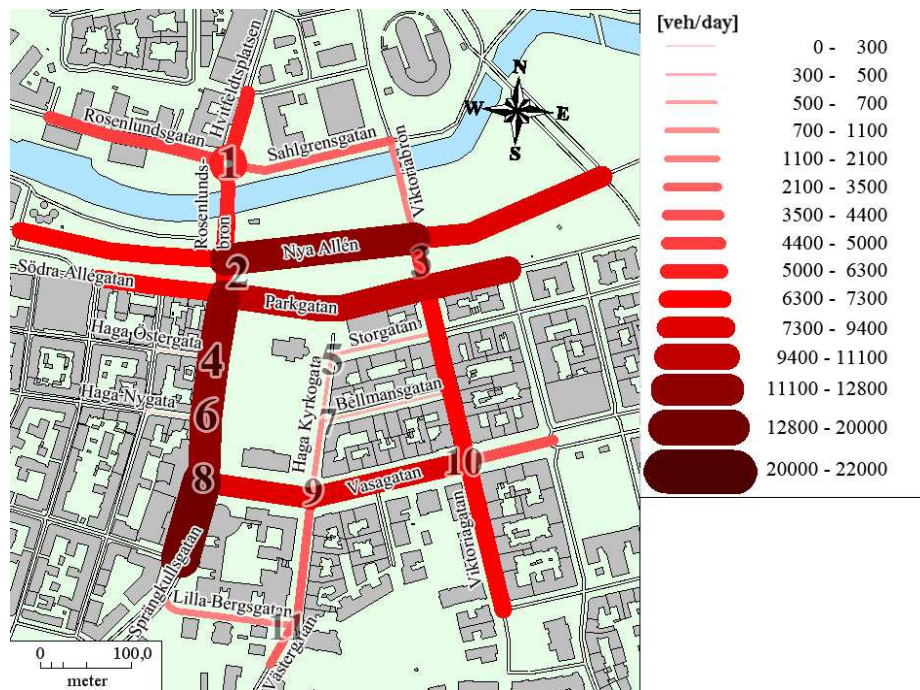 Hvitfeldtsplatsen
Rosenlundsgatan
1
Sahlgrensgatan
Rosenlunds-
bron
Viktoriabron
N
W E
S
Nya Allén
2
3
Södra Allégatan
Parkgatan
Haga Östergata
4
Storgatan
5
Haga Nygata
6
Haga Kyrkogata
Bellmansgatan
7
8
9
Vasagatan
10
Viktoriagatan
Sprängkullsgatan
Lilla Bergsgatan
11
Västergatan
0 100,0
meter
[veh/day]
0 - 300
300 - 500
500 - 700
700 - 1100
1100 - 2100
2100 - 3500
3500 - 4400
4400 - 5000
5000 - 6300
6300 - 7300
7300 - 9400
9400 - 11100
11100 - 12800
12800 - 20000
20000 - 22000